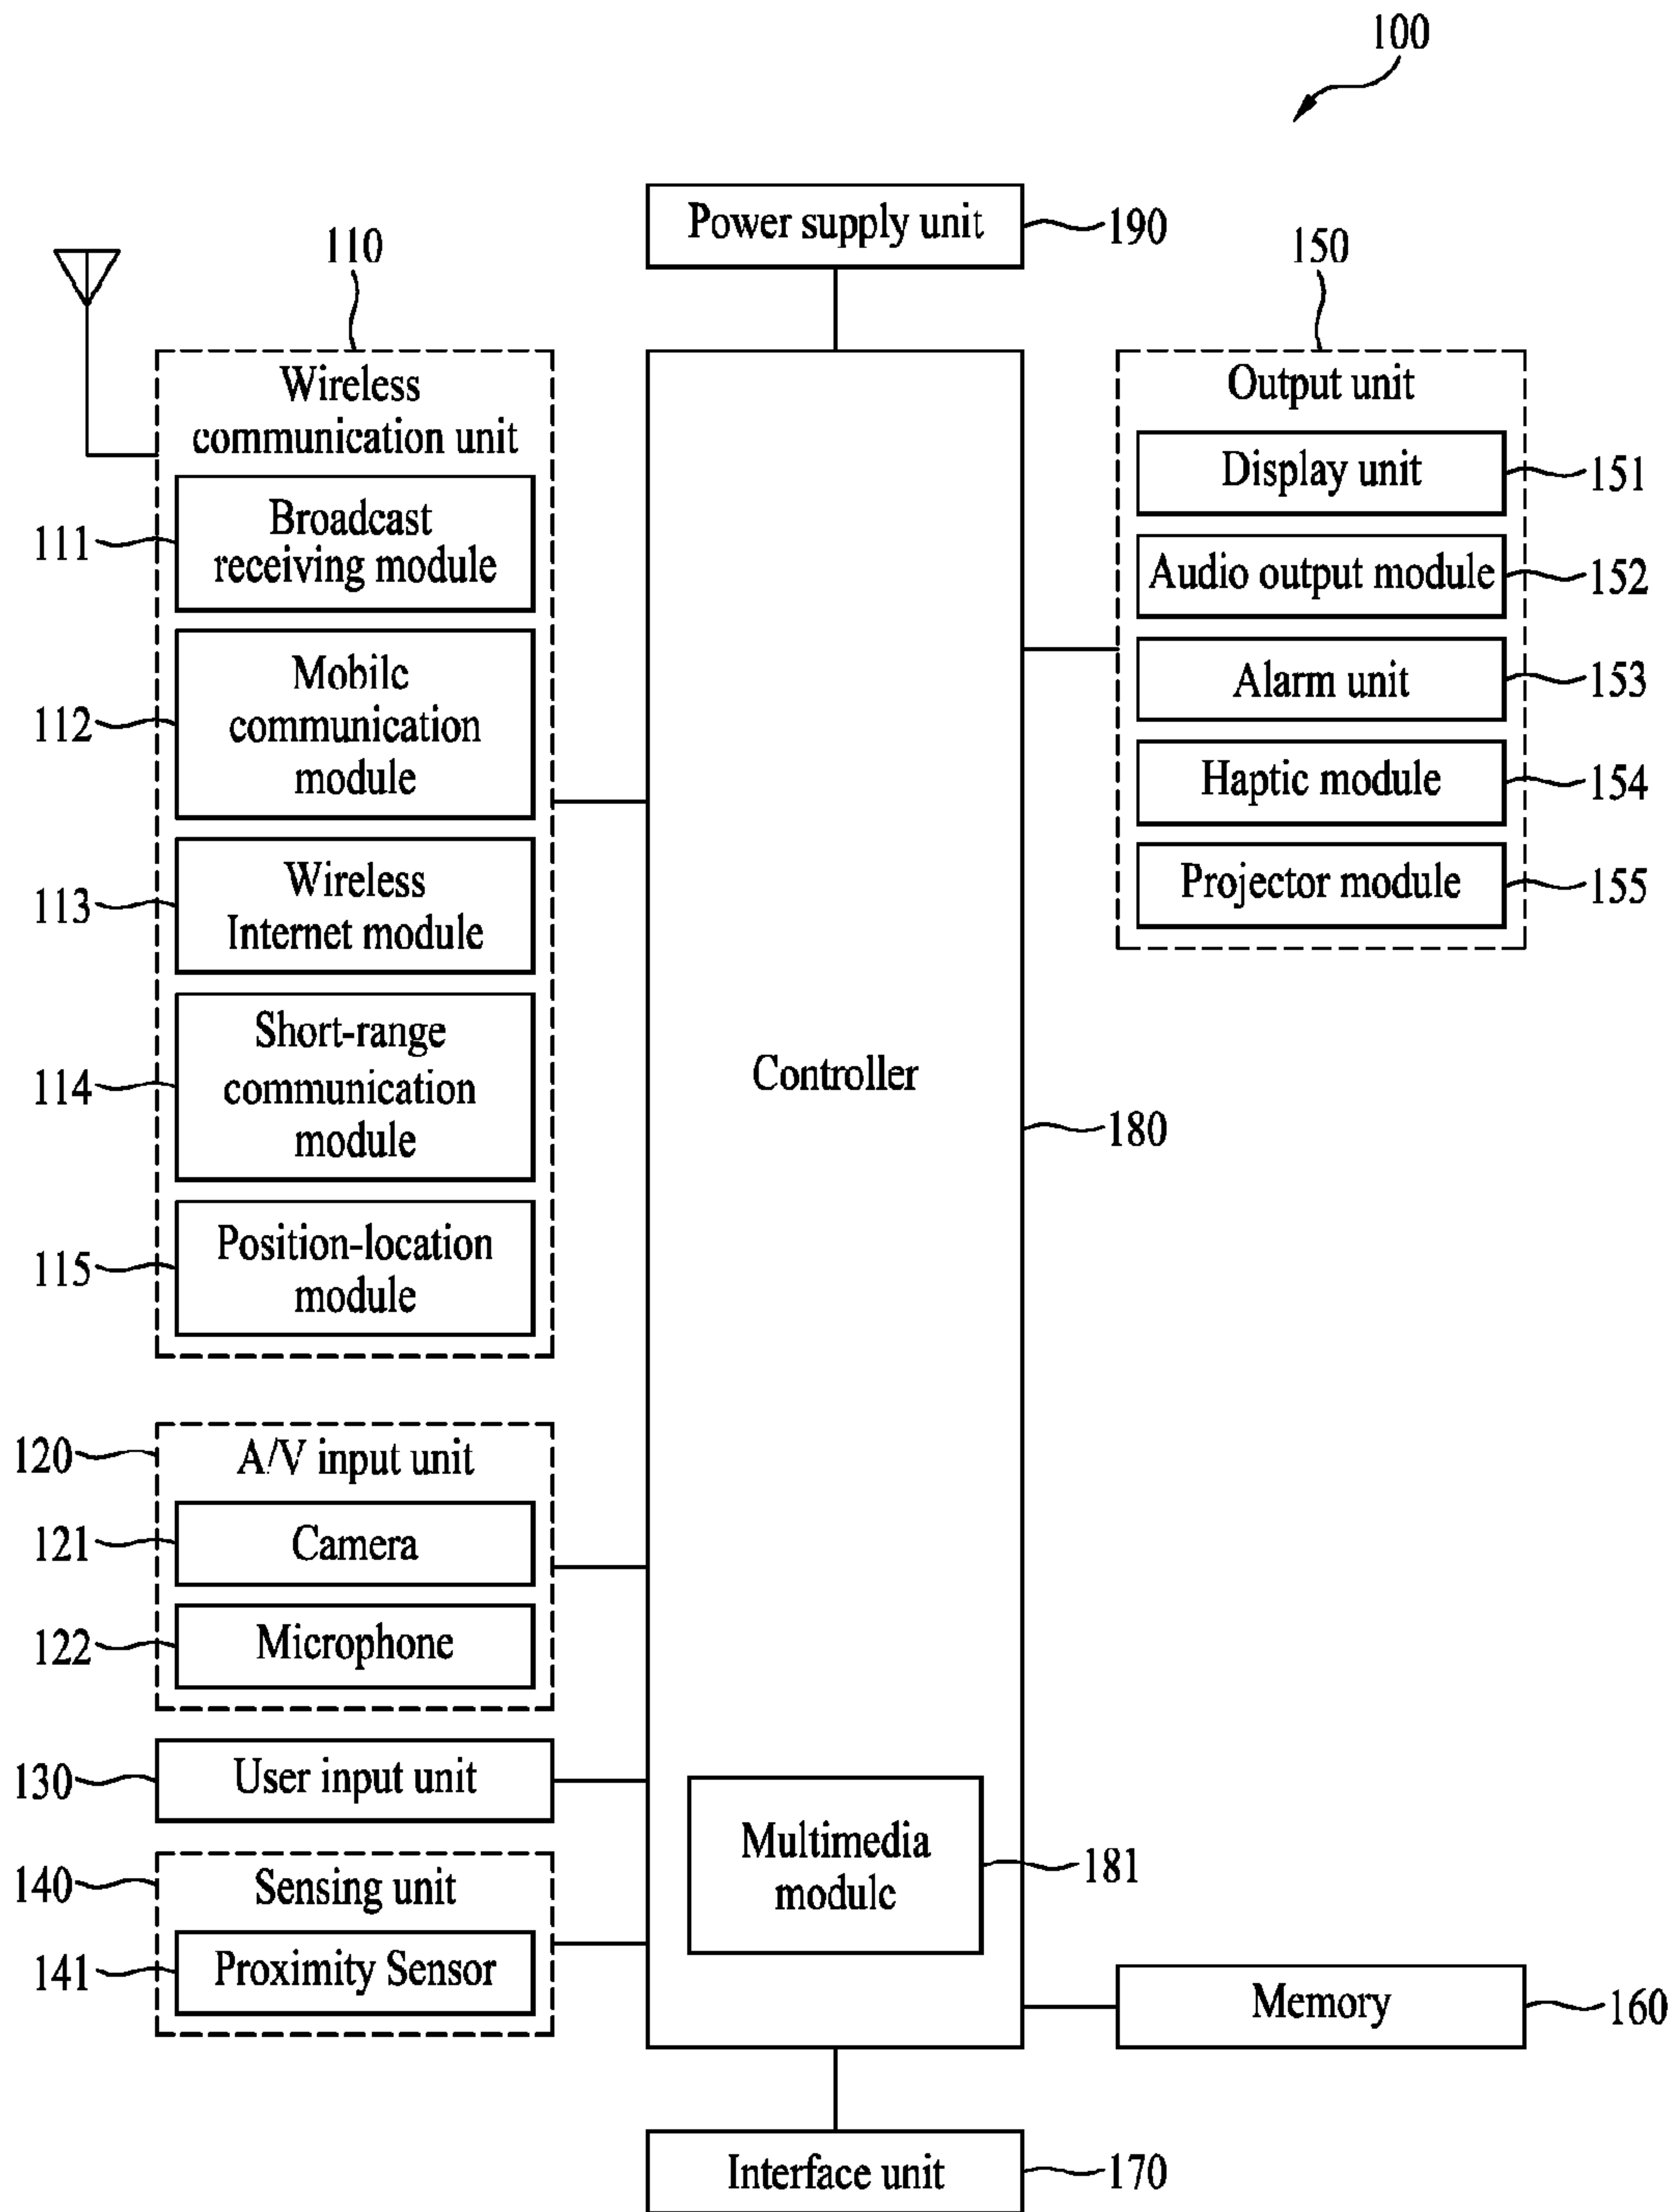 100
Power supply unit
190
110
Wireless
communication unit
111
Broadcast
receiving module
112
Mobile
communication
module
113
Wireless
Internet module
114
Short-range
communication
module
115
Position-location
module
120
A/V input unit
121
Camera
122
Microphone
130
User input unit
140
Sensing unit
141
Proximity Sensor
Controller
180
Multimedia
module
181
150
Output unit
Display unit
151
Audio output module
152
Alarm unit
153
Haptic module
154
Projector module
155
Memory
160
Interface unit
170